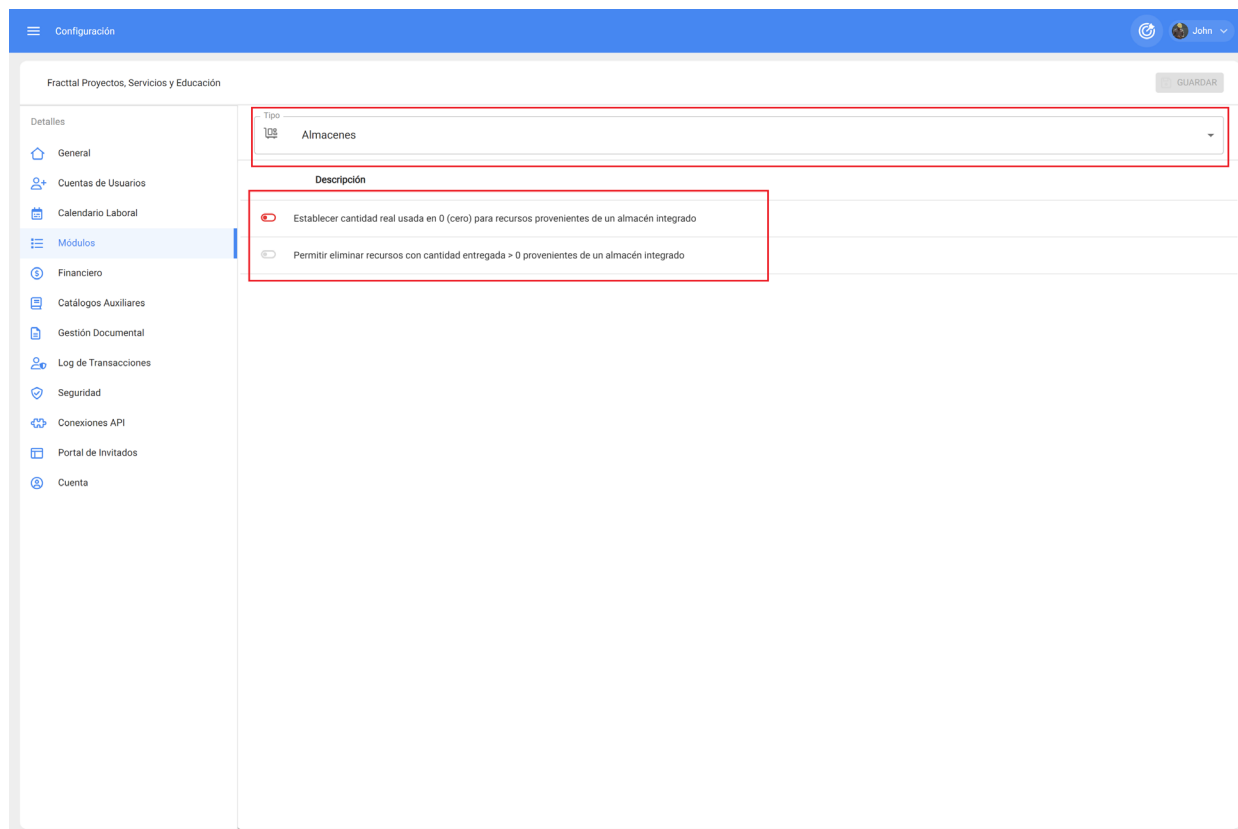 Configuración
John
Fracttal Proyectos, Servicios y Educación
GUARDAR
Detalles
General
Cuentas de Usuarios
Calendario Laboral
Módulos
Financiero
Catálogos Auxiliares
Gestión Documental
Log de Transacciones
Seguridad
Conexiones API
Portal de Invitados
Cuenta
Tipo
Almacenes
Descripción
Establecer cantidad real usada en 0 (cero) para recursos provenientes de un almacén integrado
Permitir eliminar recursos con cantidad entregada > 0 provenientes de un almacén integrado